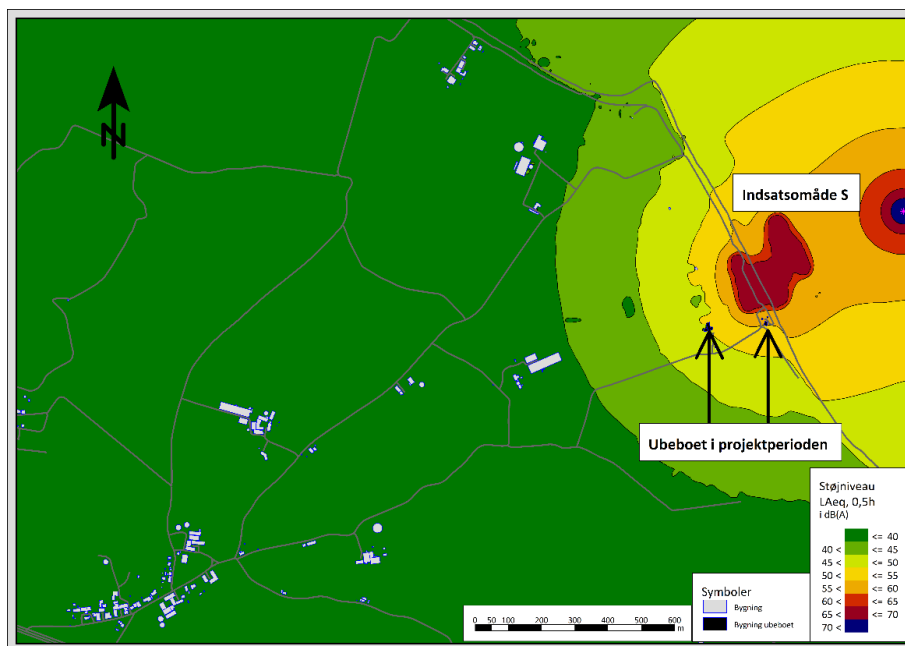 N
Indsatsomåde S
Ubeboet i projektperioden
Støjniveau
LAeq, 0,5h
i dB(A)
<= 40
40 < <= 45
45 < <= 50
50 < <= 55
55 < <= 60
60 < <= 65
65 < <= 70
70 <
Symboler
Bygning
Bygning ubeboet
0 50 100 200 300 400 500 600
m